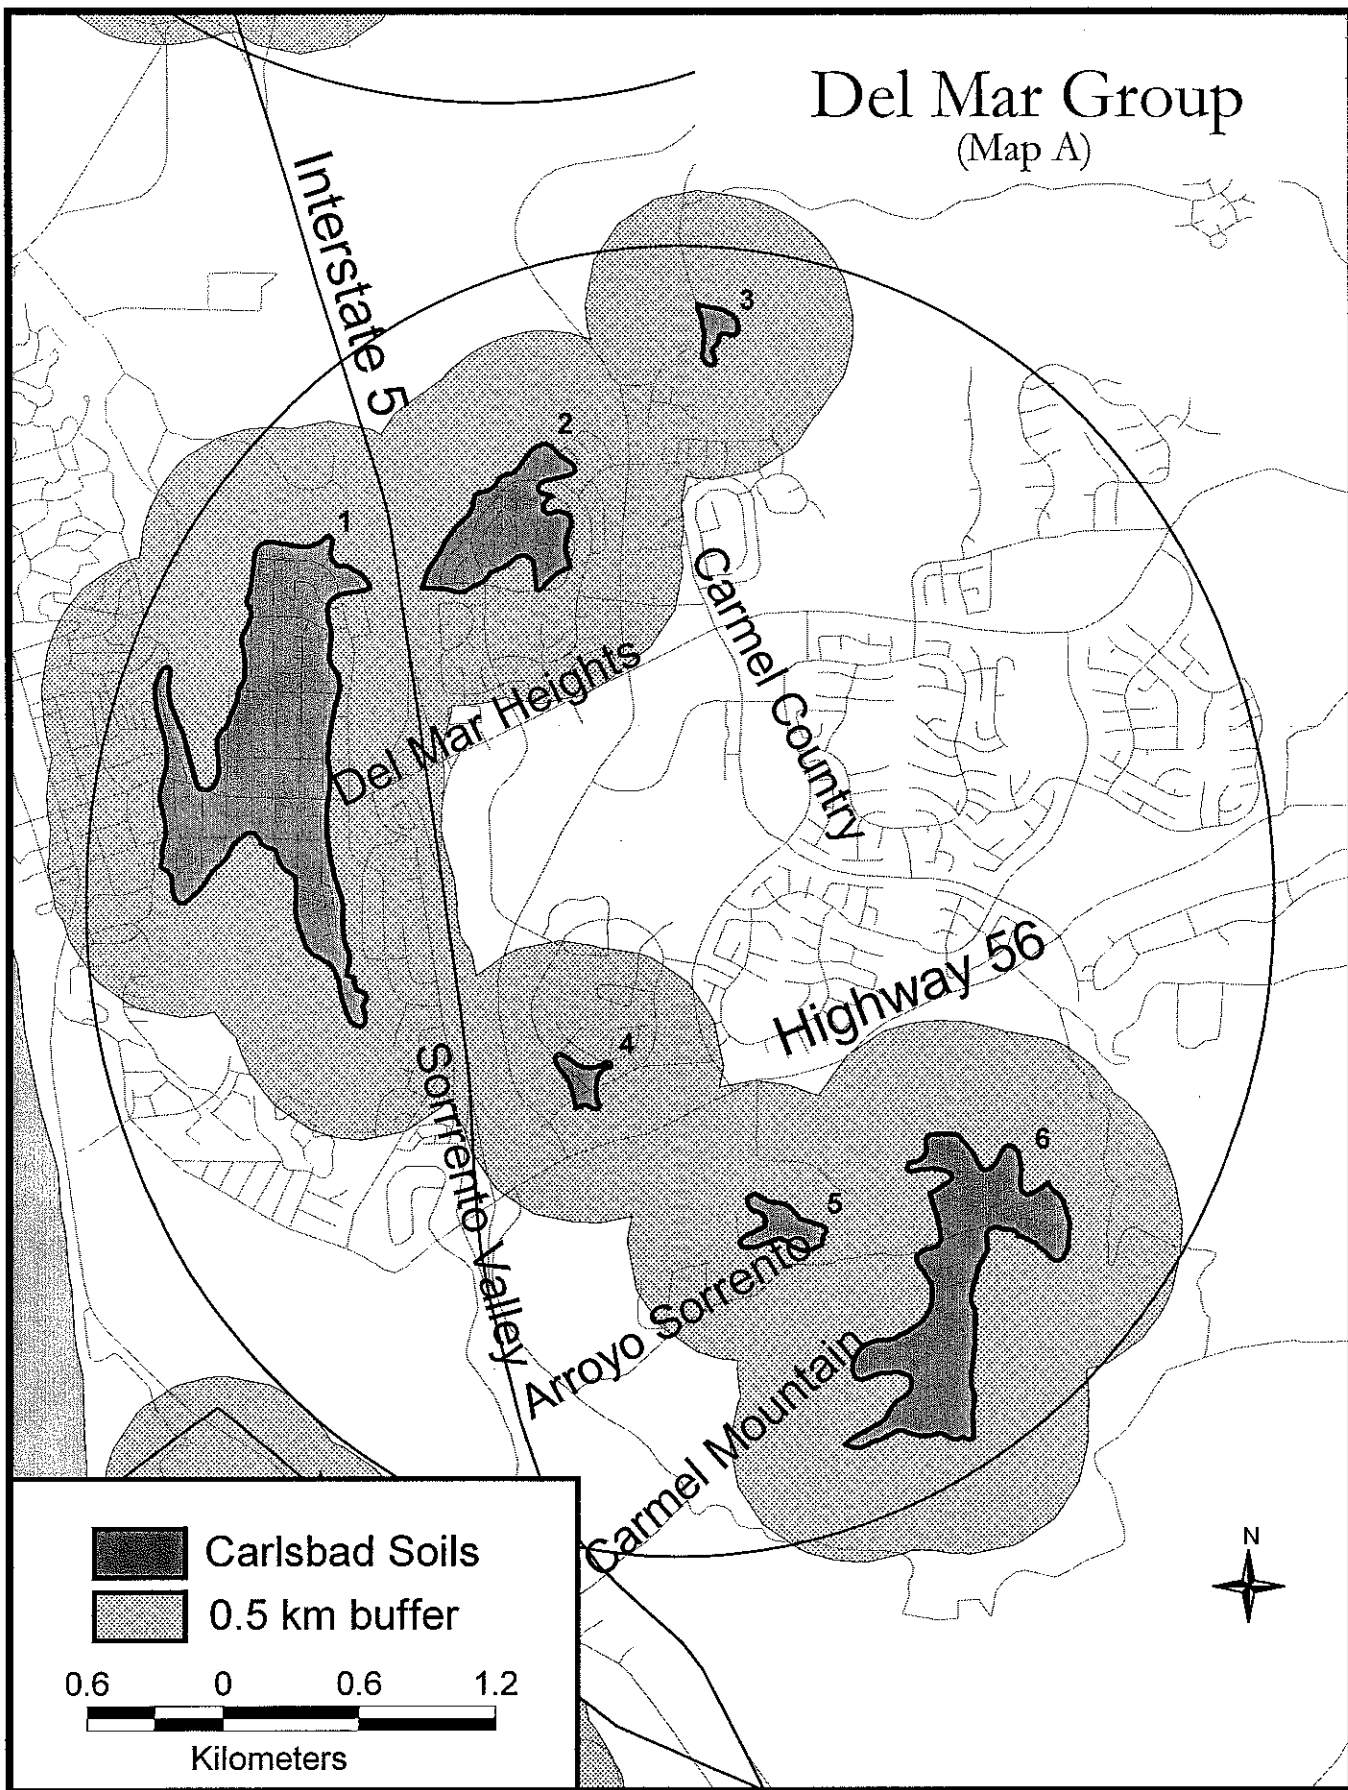 Del Mar Group
(Map A)
Interstate 5
3
2
1
Carmel Country
Del Mar Heights
Highway 56
4
Sorrento Valley
6
5
Arroyo Sorrento
Carmel Mountain
N
Carlsbad Soils
0.5 km buffer
0.6 0 0.6 1.2
Kilometers